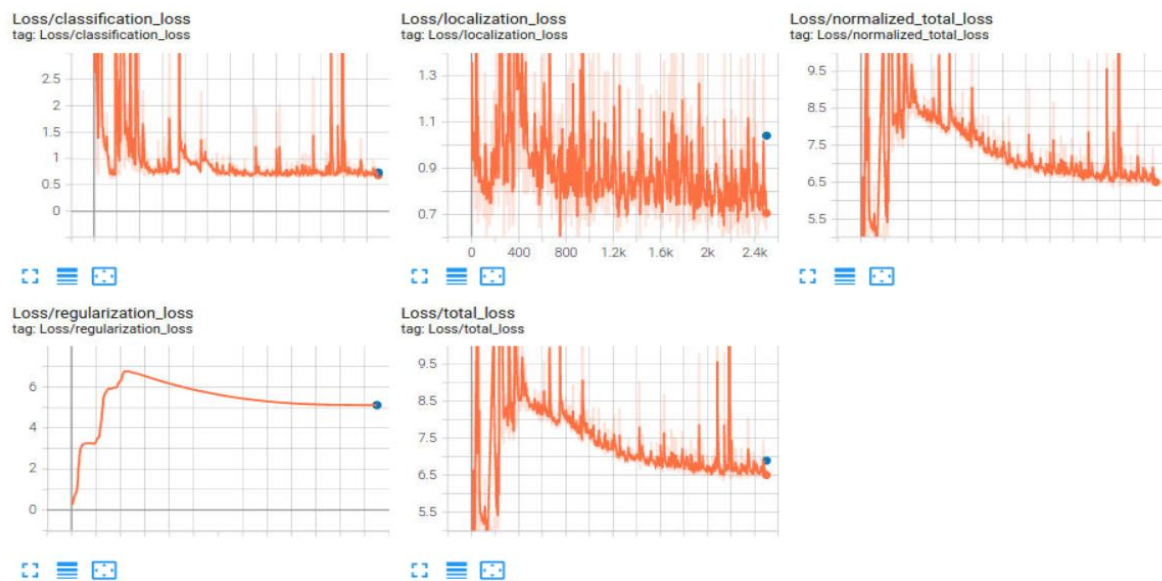 Loss/classification_loss
tag: Loss/classification_loss
2.5
2
1.5
1
0.5
0
Loss/localization_loss
tag: Loss/localization_loss
1.3
1.1
0.9
0.7
0 400 800 1.2k 1.6k 2k 2.4k
Loss/normalized_total_loss
tag: Loss/normalized_total_loss
9.5
8.5
7.5
6.5
5.5
Loss/regularization_loss
tag: Loss/regularization_loss
6
4
2
0
Loss/total_loss
tag: Loss/total_loss
9.5
8.5
7.5
6.5
5.5